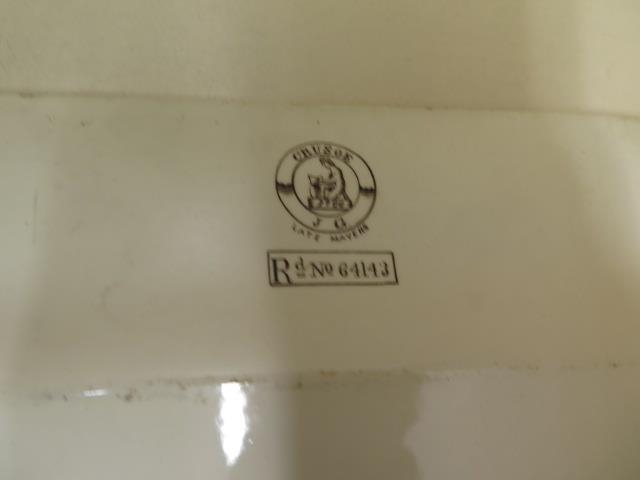 CRUSOE
J G
LATE MAYERS
Rd No 64143